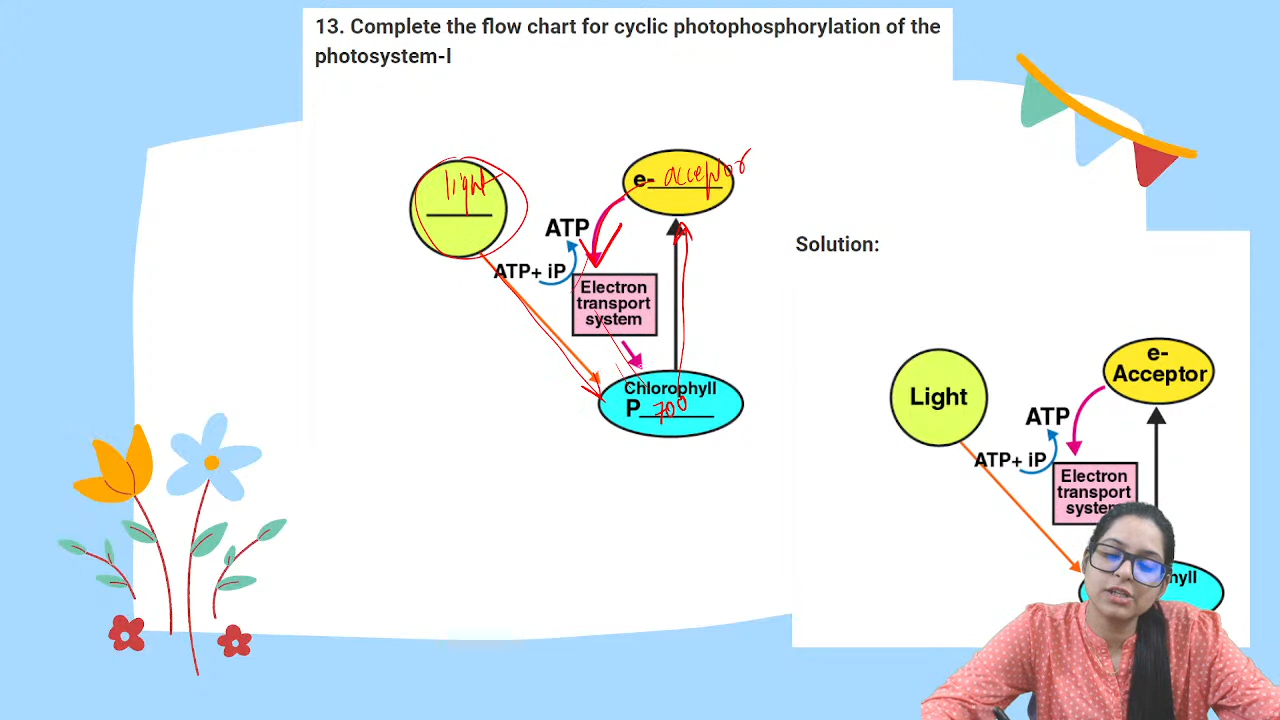 13. Complete the flow chart for cyclic photophosphorylation of the
photosystem-I
light
e- acceptor
ATP
ATP+ iP
Electron
transport
system
Chlorophyll
P 700
Solution:
Light
e-
Acceptor
ATP
ATP+ iP
Electron
transport